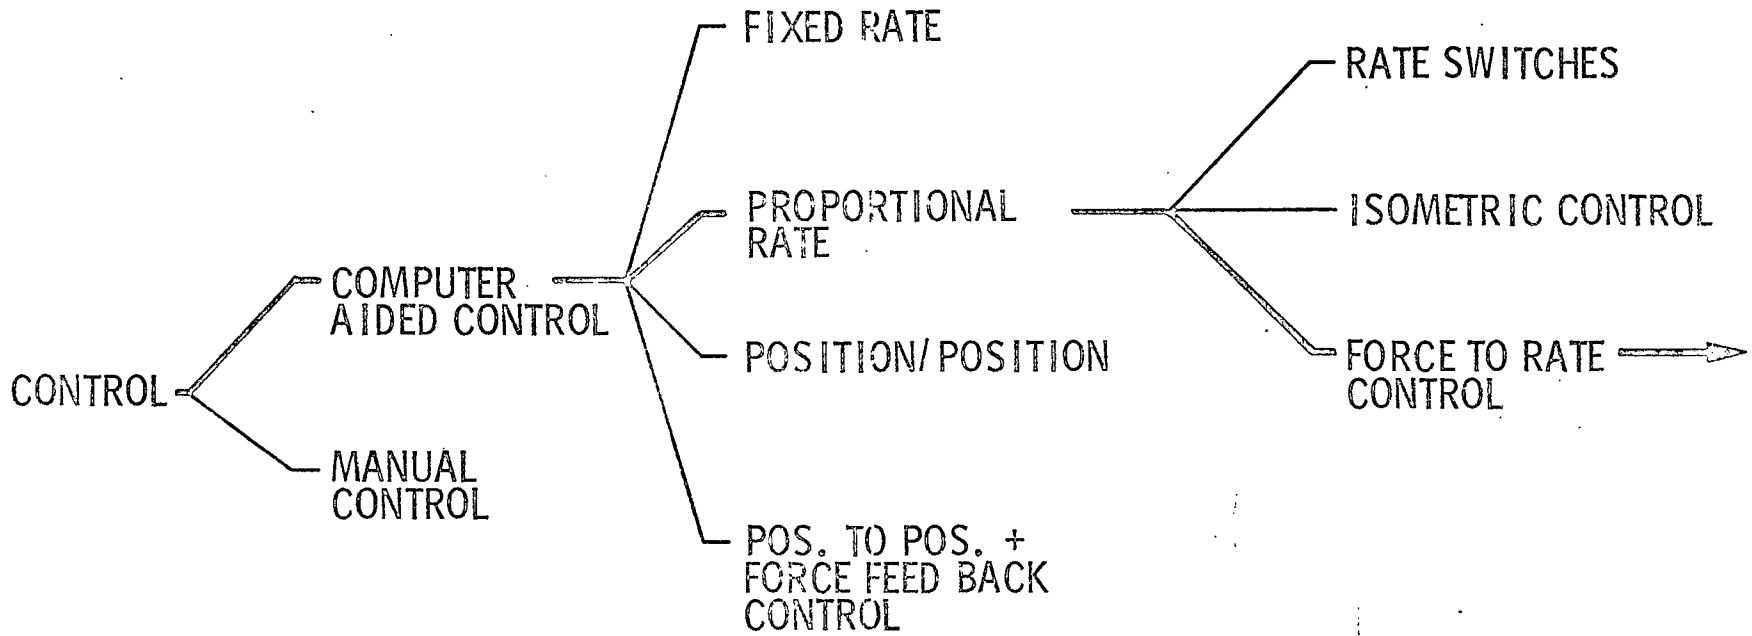 FIXED RATE
RATE SWITCHES
PROPORTIONAL
RATE
ISOMETRIC CONTROL
COMPUTER
AIDED CONTROL
POSITION/POSITION
FORCE TO RATE
CONTROL
CONTROL
MANUAL
CONTROL
POS. TO POS. +
FORCE FEED BACK
CONTROL